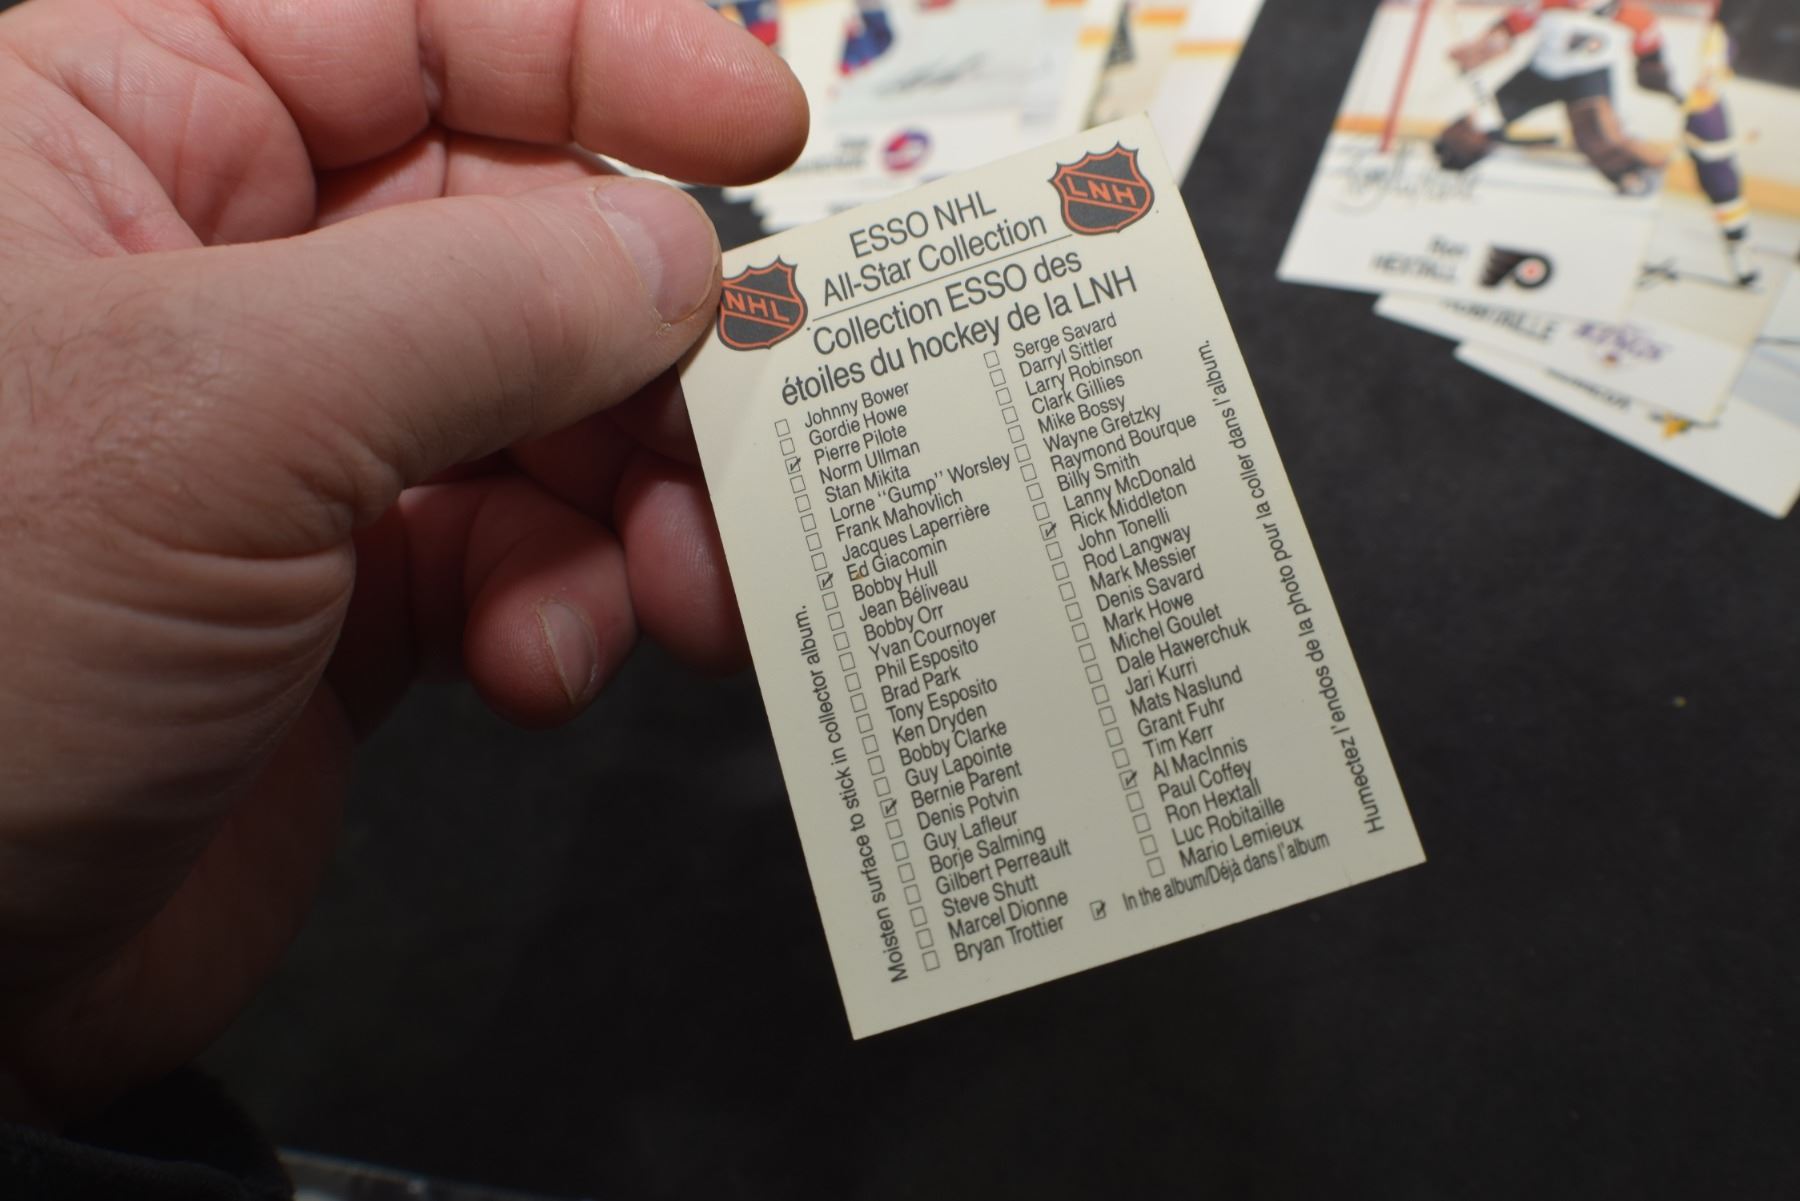 ESSO NHL
All-Star Collection
Collection ESSO des
étoiles du hockey de la LNH
NHL
LNH
Johnny Bower
Gordie Howe
Pierre Pilote
Norm Ullman
Stan Mikita
Lorne "Gump" Worsley
Frank Mahovlich
Jacques Laperrière
Ed Giacomin
Bobby Hull
Jean Béliveau
Bobby Orr
Yvan Cournoyer
Phil Esposito
Brad Park
Tony Esposito
Ken Dryden
Bobby Clarke
Guy Lapointe
Bernie Parent
Denis Potvin
Guy Lafleur
Borje Salming
Gilbert Perreault
Steve Shutt
Marcel Dionne
Bryan Trottier
Serge Savard
Darryl Sittler
Larry Robinson
Clark Gillies
Mike Bossy
Wayne Gretzky
Raymond Bourque
Billy Smith
Lanny McDonald
Rick Middleton
John Tonelli
Rod Langway
Mark Messier
Denis Savard
Mark Howe
Michel Goulet
Dale Hawerchuk
Jari Kurri
Mats Naslund
Grant Fuhr
Tim Kerr
Al MacInnis
Paul Coffey
Ron Hextall
Luc Robitaille
Mario Lemieux
In the album/Déjà dans l'album
Moisten surface to stick in collector album.
Humectez l'endos de la photo pour la coller dans l'album.
Ron
HEXTALL